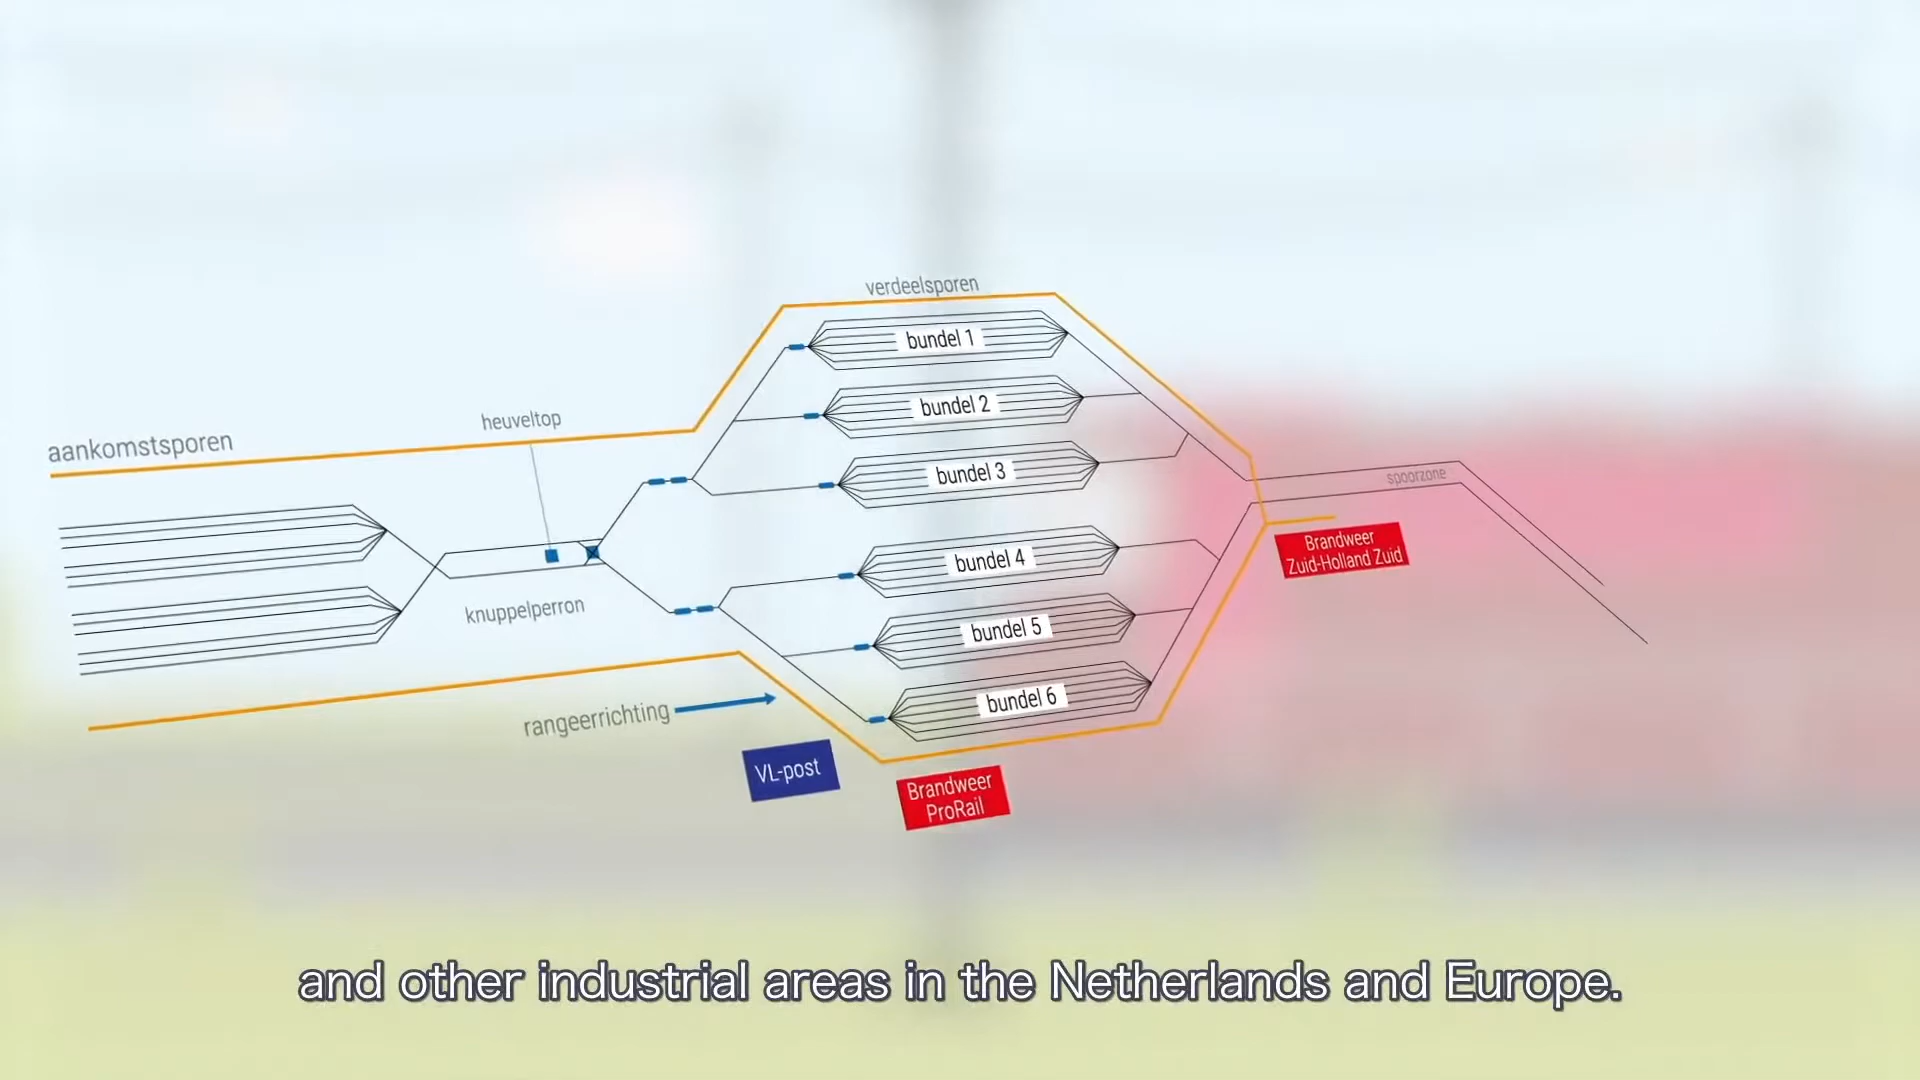 verdeelsporen
bundel 1
bundel 2
bundel 3
bundel 4
bundel 5
bundel 6
heuveltop
aankomstsporen
knuppelperron
rangeerrichting
spoorzone
Brandweer
Zuid-Holland Zuid
VL-post
Brandweer
ProRail
and other industrial areas in the Netherlands and Europe.